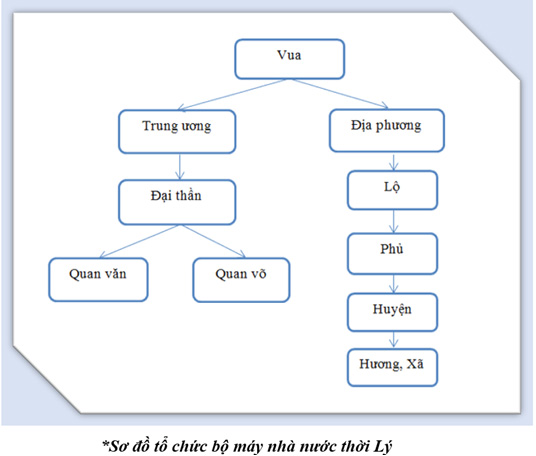 Vua
Trung ương
Địa phương
Đại thần
Lộ
Phủ
Quan văn
Quan võ
Huyện
Hương, Xã
*Sơ đồ tổ chức bộ máy nhà nước thời Lý